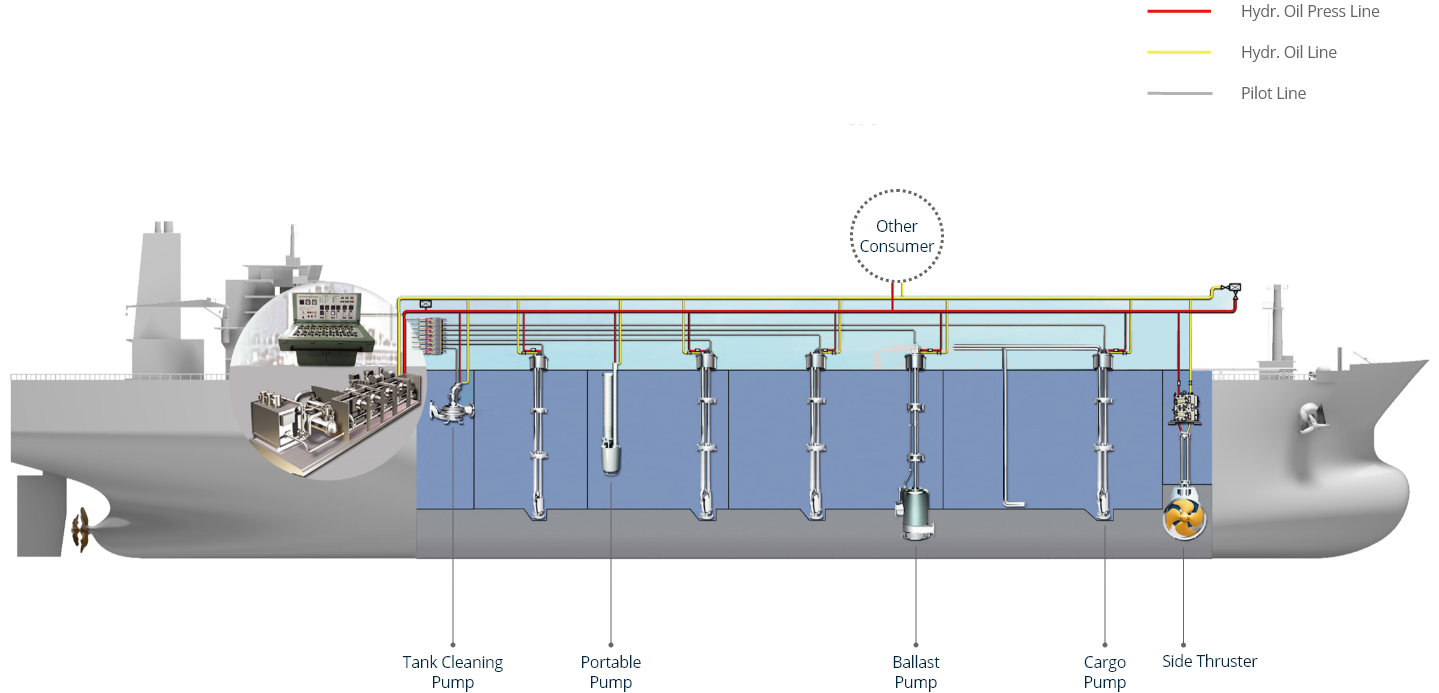 Hydr. Oil Press Line
Hydr. Oil Line
Pilot Line
Other
Consumer
Tank Cleaning
Pump
Portable
Pump
Ballast
Pump
Cargo
Pump
Side Thruster